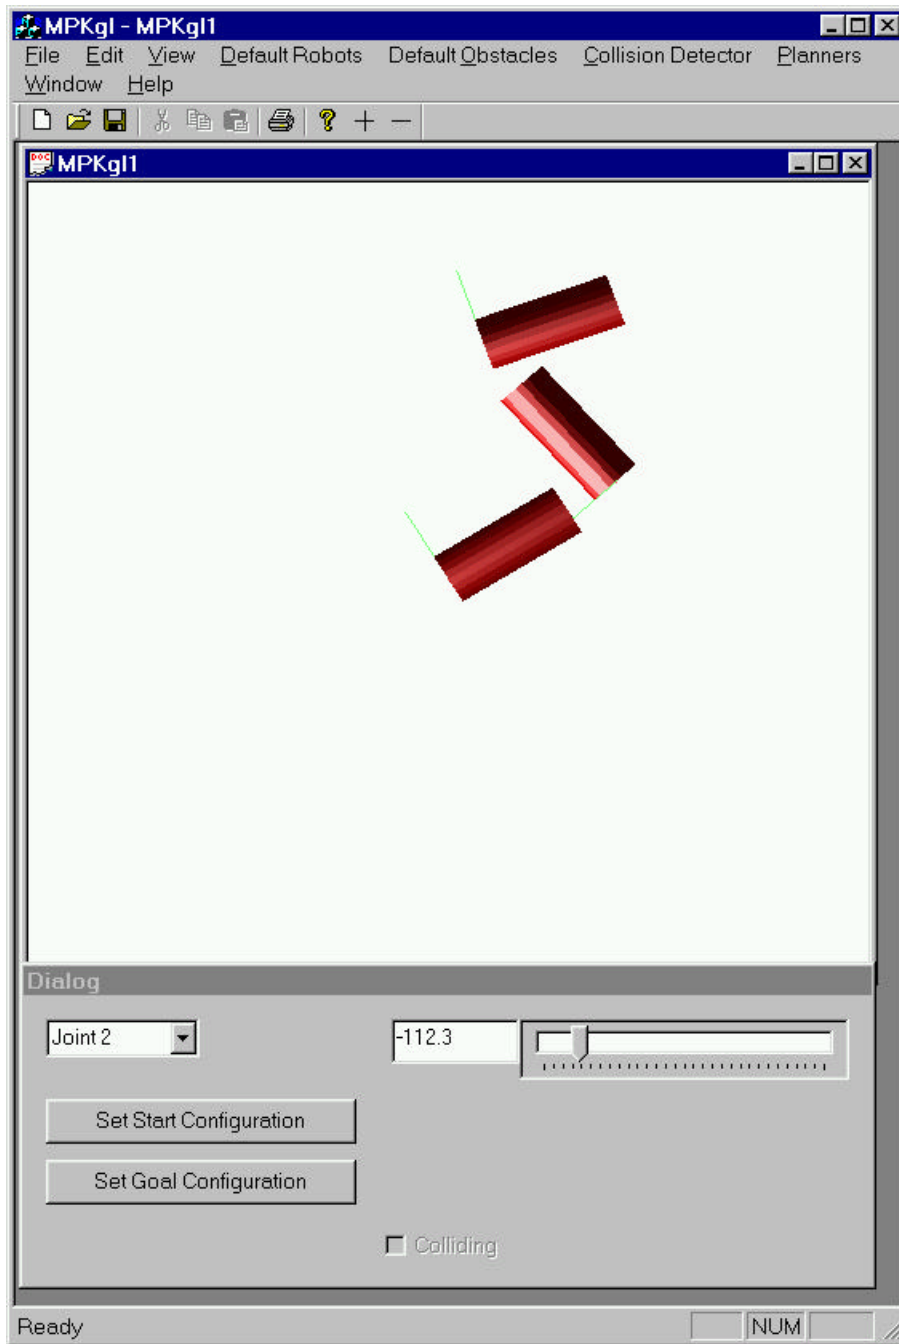 MPKgl - MPKgl1
File Edit View Default Robots Default Obstacles Collision Detector Planners
Window Help
DOC MPKgl1
Dialog
Joint 2 -112.3
Set Start Configuration
Set Goal Configuration
Colliding
Ready NUM